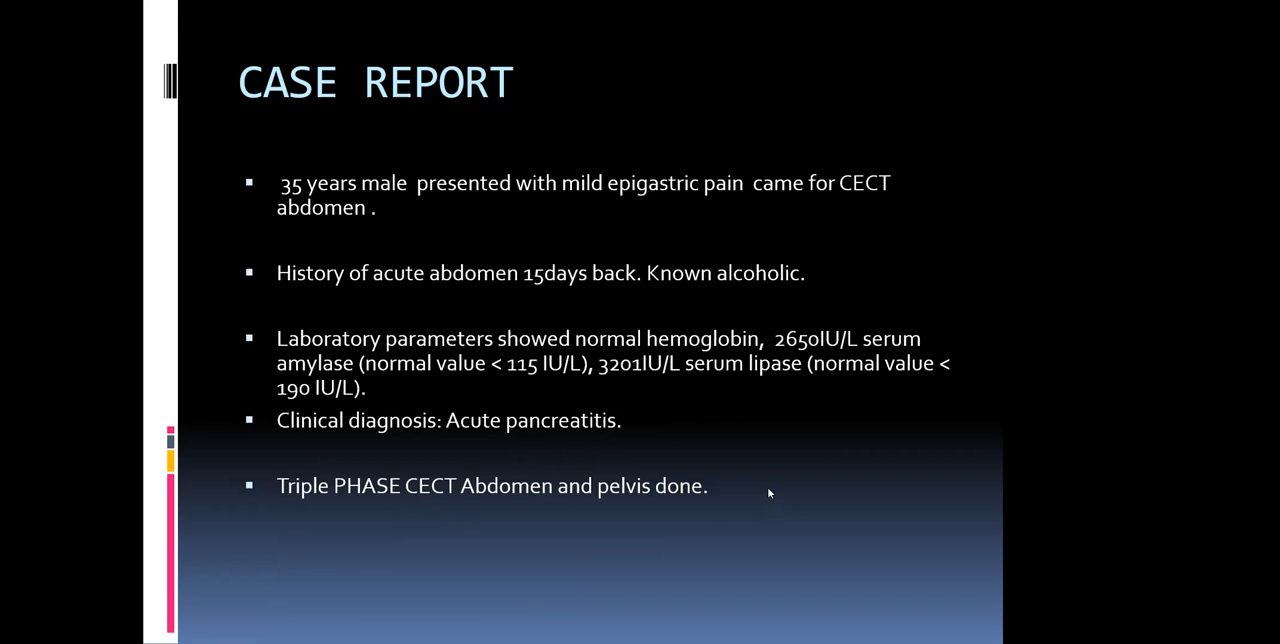 CASE REPORT
35 years male presented with mild epigastric pain came for CECT
abdomen .
History of acute abdomen 15days back. Known alcoholic.
Laboratory parameters showed normal hemoglobin, 2650IU/L serum
amylase (normal value < 115 IU/L), 3201IU/L serum lipase (normal value <
190 IU/L).
Clinical diagnosis: Acute pancreatitis.
Triple PHASE CECT Abdomen and pelvis done.